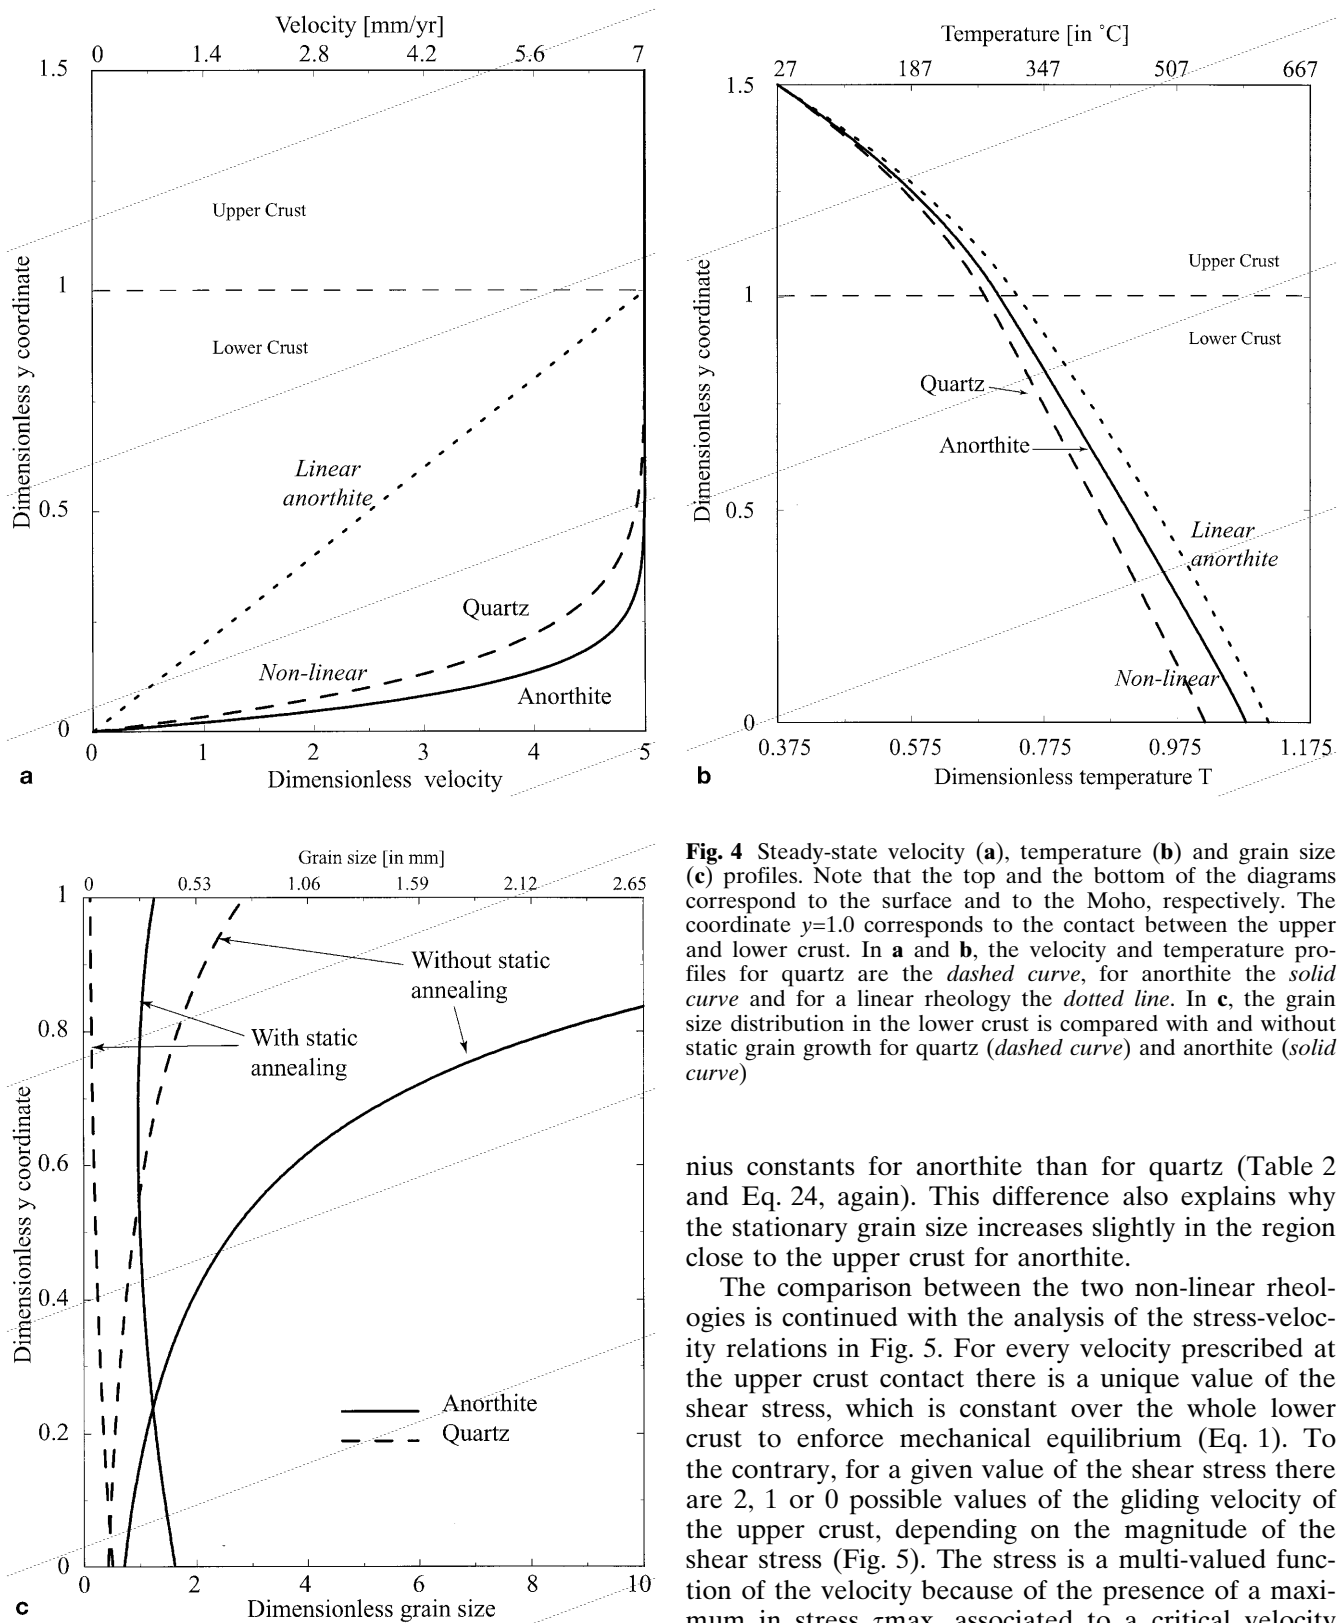 Velocity [mm/yr]
0 1.4 2.8 4.2 5.6 7
1.5
Upper Crust
1
Lower Crust
Dimensionless y coordinate
Linear
anorthite
0.5
Quartz
Non-linear
Anorthite
0
0 1 2 3 4 5
a
Dimensionless velocity
Temperature [in °C]
27 187 347 507 667
1.5
Upper Crust
1
Lower Crust
Dimensionless y coordinate
Quartz
Anorthite
0.5
Linear
anorthite
Non-linear
0
0.375 0.575 0.775 0.975 1.175
b
Dimensionless temperature T
Grain size [in mm]
0 0.53 1.06 1.59 2.12 2.65
1
Without static
annealing
0.8
With static
annealing
Dimensionless y coordinate
0.6
0.4
Anorthite
0.2
Quartz
0
0 2 4 6 8 10
c
Dimensionless grain size
Fig. 4 Steady-state velocity (a), temperature (b) and grain size
(c) profiles. Note that the top and the bottom of the diagrams
correspond to the surface and to the Moho, respectively. The
coordinate y=1.0 corresponds to the contact between the upper
and lower crust. In a and b, the velocity and temperature pro-
files for quartz are the dashed curve, for anorthite the solid
curve and for a linear rheology the dotted line. In c, the grain
size distribution in the lower crust is compared with and without
static grain growth for quartz (dashed curve) and anorthite (solid
curve)
nius constants for anorthite than for quartz (Table 2
and Eq. 24, again). This difference also explains why
the stationary grain size increases slightly in the region
close to the upper crust for anorthite.
The comparison between the two non-linear rheol-
ogies is continued with the analysis of the stress-veloc-
ity relations in Fig. 5. For every velocity prescribed at
the upper crust contact there is a unique value of the
shear stress, which is constant over the whole lower
crust to enforce mechanical equilibrium (Eq. 1). To
the contrary, for a given value of the shear stress there
are 2, 1 or 0 possible values of the gliding velocity of
the upper crust, depending on the magnitude of the
shear stress (Fig. 5). The stress is a multi-valued func-
tion of the velocity because of the presence of a maxi-
mum in stress τmax, associated to a critical velocity